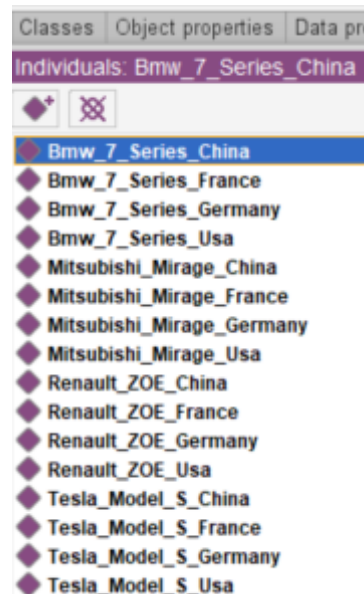 Classes Object properties Data pr
Individuals: Bmw_7_Series_China
Bmw_7_Series_China
Bmw_7_Series_France
Bmw_7_Series_Germany
Bmw_7_Series_Usa
Mitsubishi_Mirage_China
Mitsubishi_Mirage_France
Mitsubishi_Mirage_Germany
Mitsubishi_Mirage_Usa
Renault_ZOE_China
Renault_ZOE_France
Renault_ZOE_Germany
Renault_ZOE_Usa
Tesla_Model_S_China
Tesla_Model_S_France
Tesla_Model_S_Germany
Tesla_Model_S_Usa